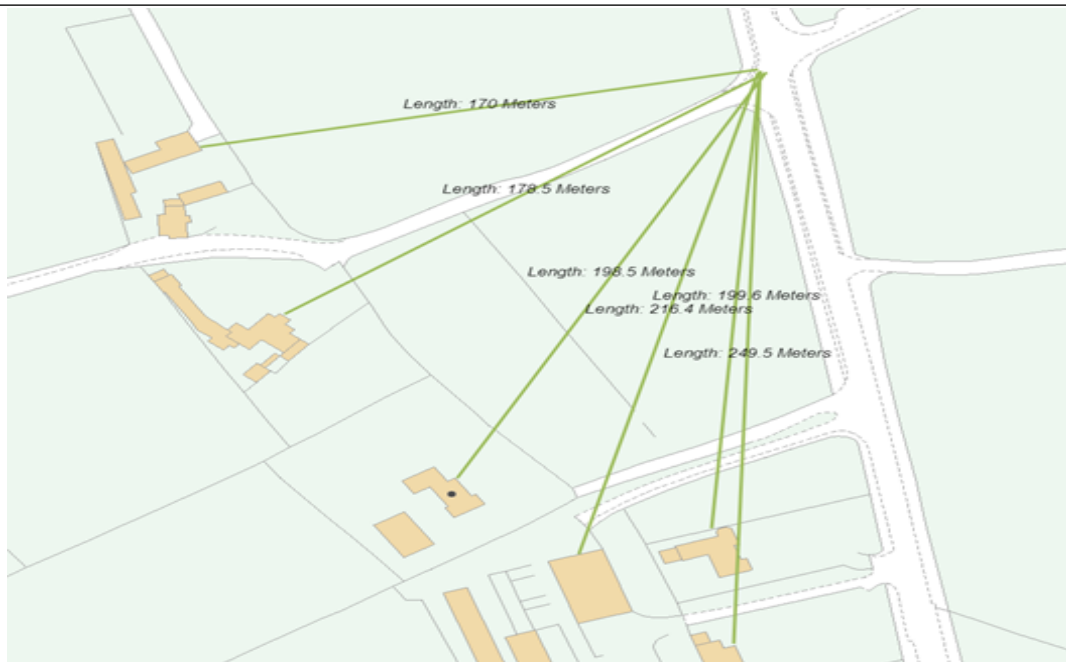 Length: 170 Meters
Length: 178.5 Meters
Length: 198.5 Meters
Length: 199.6 Meters
Length: 216.4 Meters
Length: 249.5 Meters